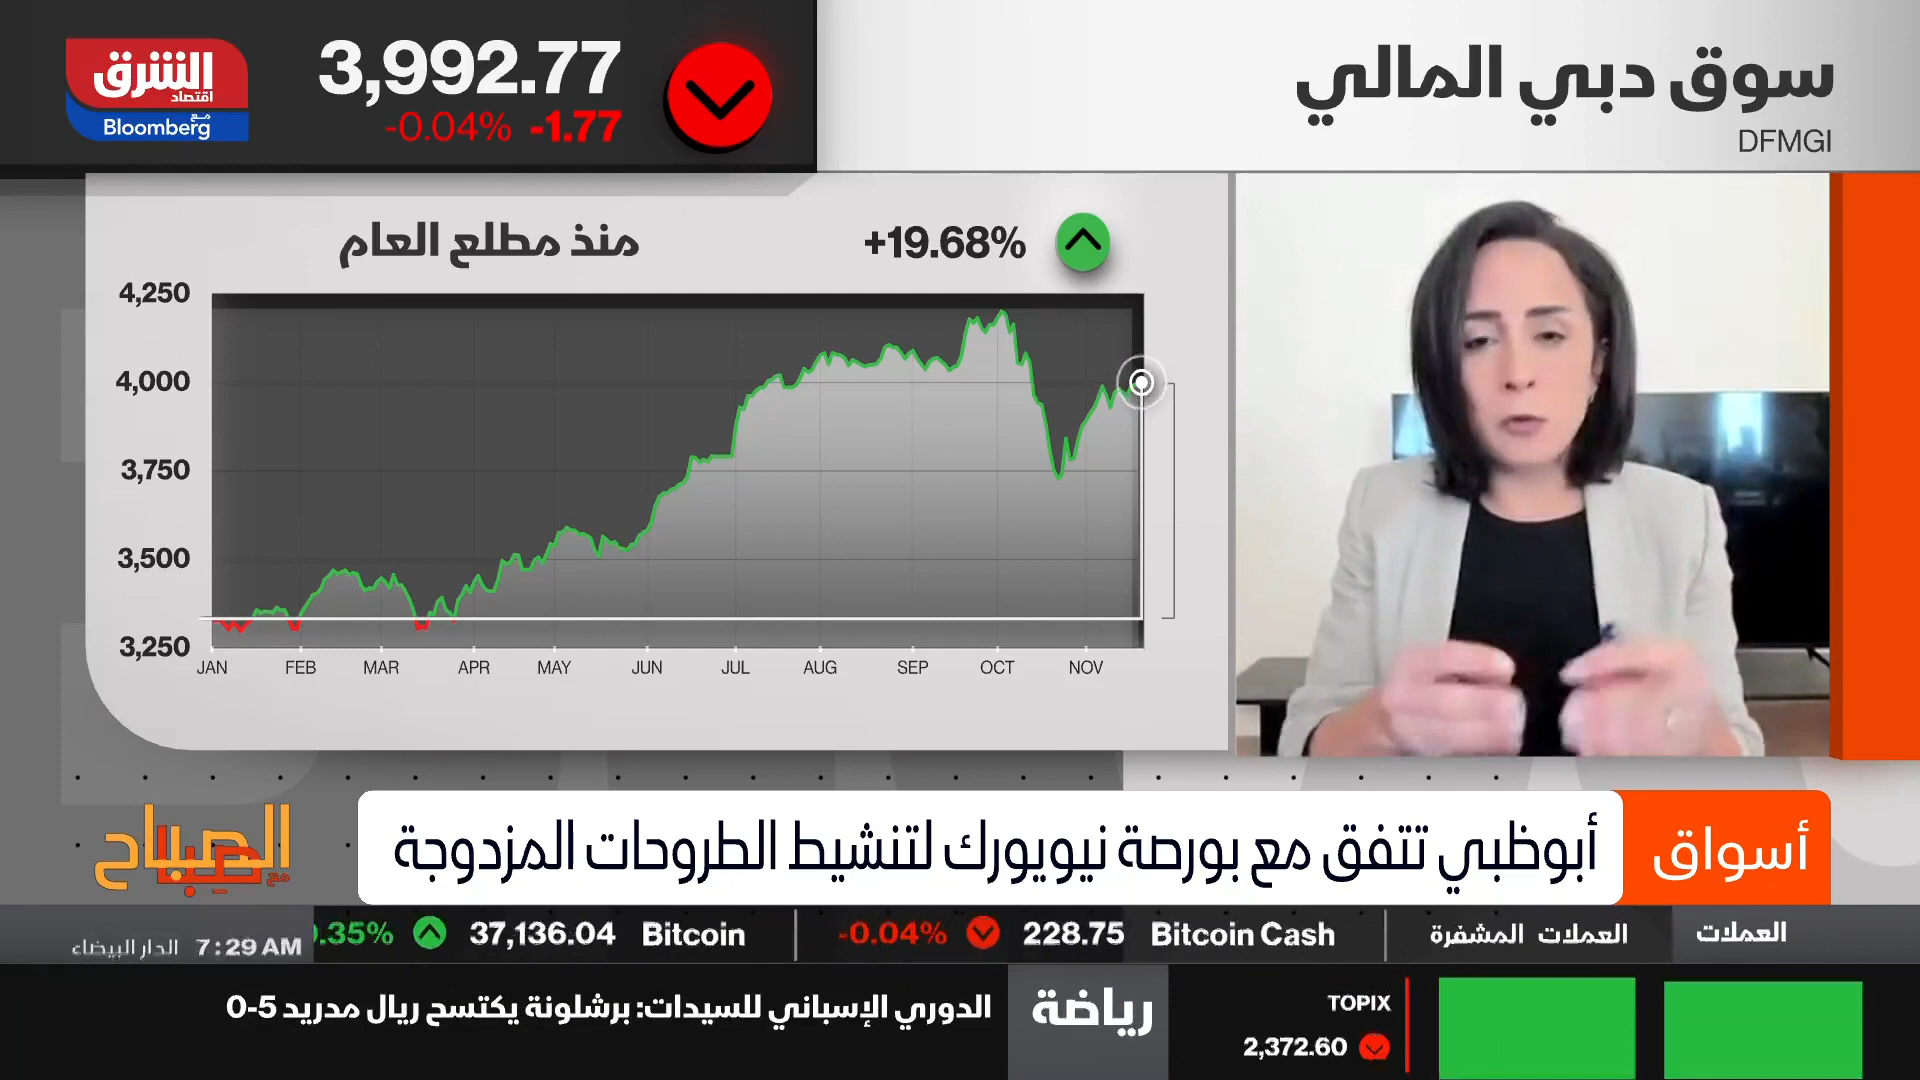 سوق دبي المالي
DFMGI
3,992.77
-0.04% -1.77
الشرق
اقتصاد
مع
Bloomberg
منذ مطلع العام
+19.68%
4,250
4,000
3,750
3,500
3,250
JAN FEB MAR APR MAY JUN JUL AUG SEP OCT NOV
أسواق
أبوظبي تتفق مع بورصة نيويورك لتنشيط الطروحات المزدوجة
الصباح
مع صبا
العملات
العملات المشفرة
Bitcoin Cash 228.75 -0.04%
Bitcoin 37,136.04 0.35%
7:29 AM الدار البيضاء
TOPIX
2,372.60
رياضة
الدوري الإسباني للسيدات: برشلونة يكتسح ريال مدريد 5-0